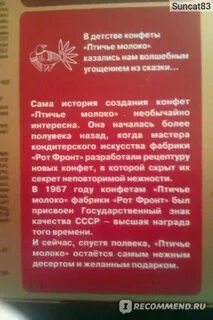 Suncat83
В детстве конфеты
«Птичье молоко»
казались нам волшебным
угощением из сказки...
Сама история создания конфет
«Птичье молоко» необычайно
интересна. Она началась более
полувека назад, когда мастера
кондитерского искусства фабрики
«Рот Фронт» разработали рецептуру
новых конфет, в которой скрыт их
секрет неповторимой нежности.
В 1967 году конфетам «Птичье
молоко» фабрики «Рот Фронт» был
присвоен Государственный знак
качества СССР – высшая награда
того времени.
И сейчас, спустя полвека, «Птичье
молоко» остаётся самым нежным
десертом и желанным подарком.
IRECOMMEND.RU